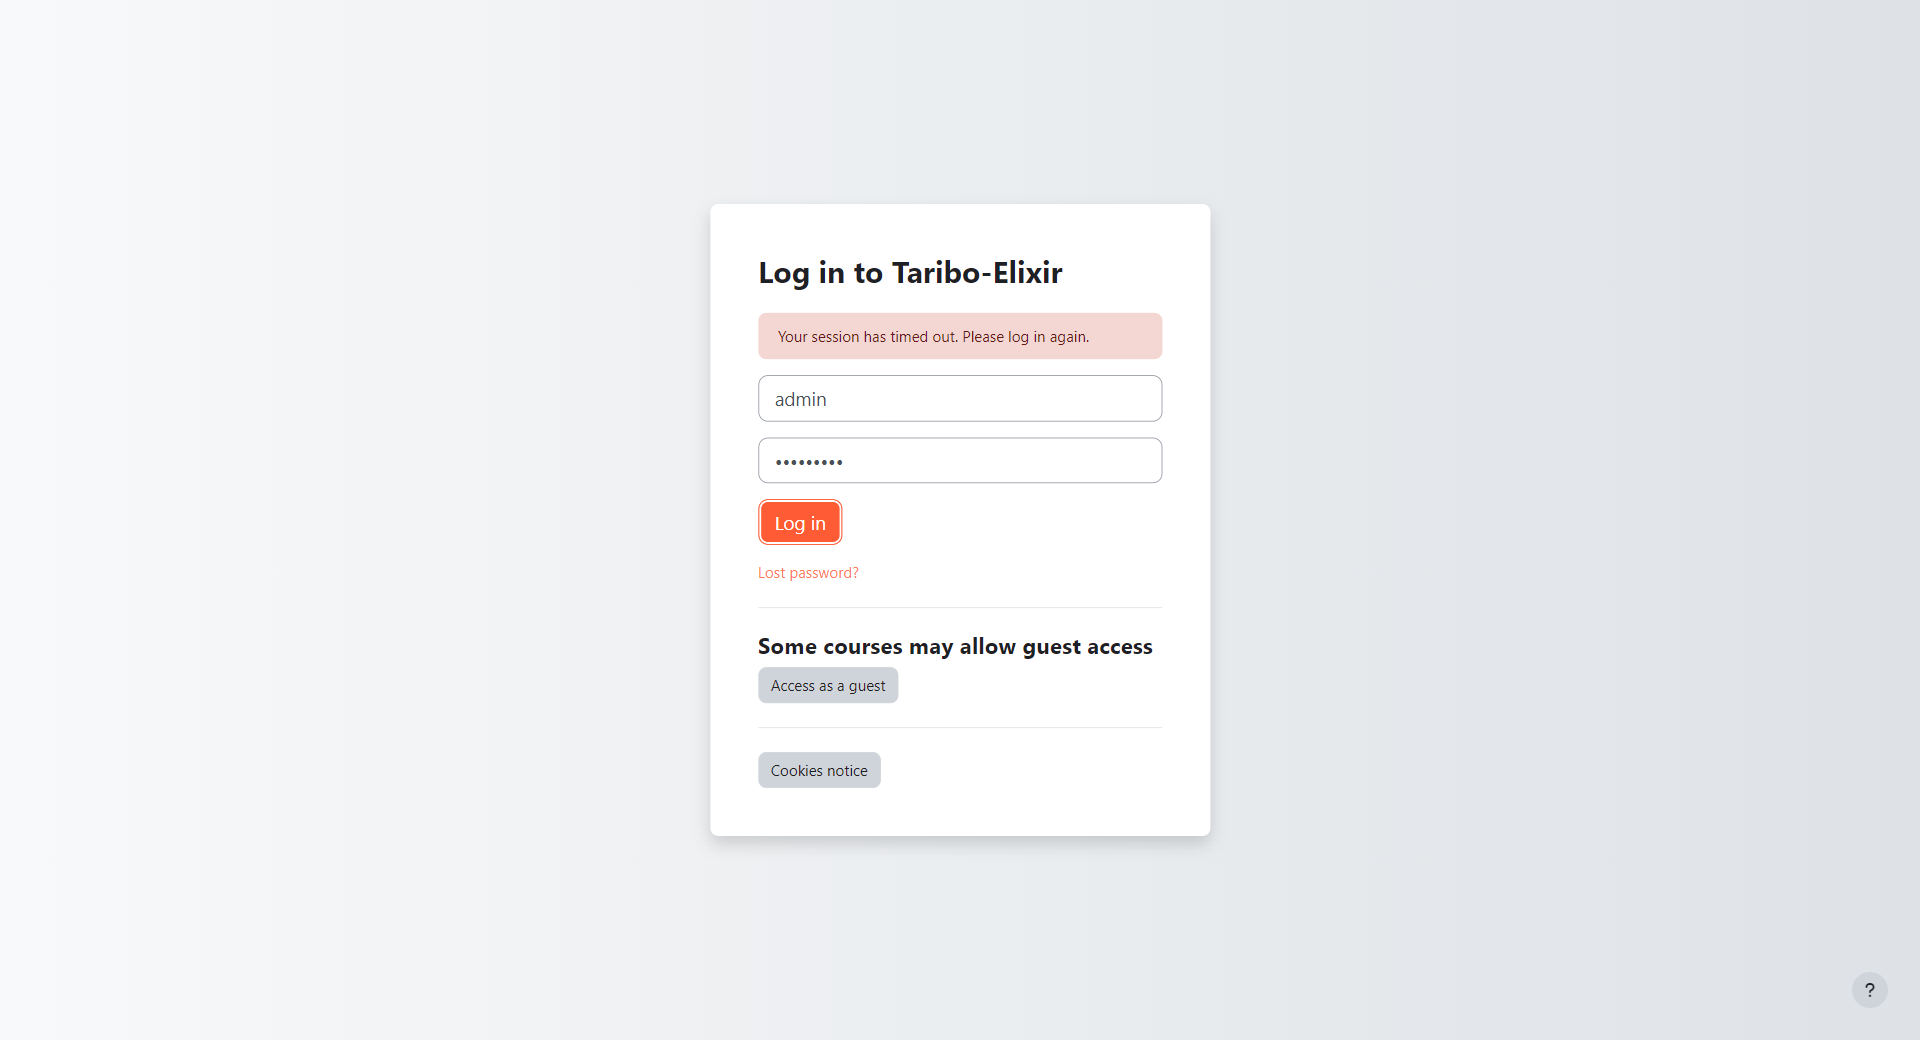 Log in to Taribo-Elixir
Your session has timed out. Please log in again.
admin
•••••••••
Log in
Lost password?
Some courses may allow guest access
Access as a guest
Cookies notice
?